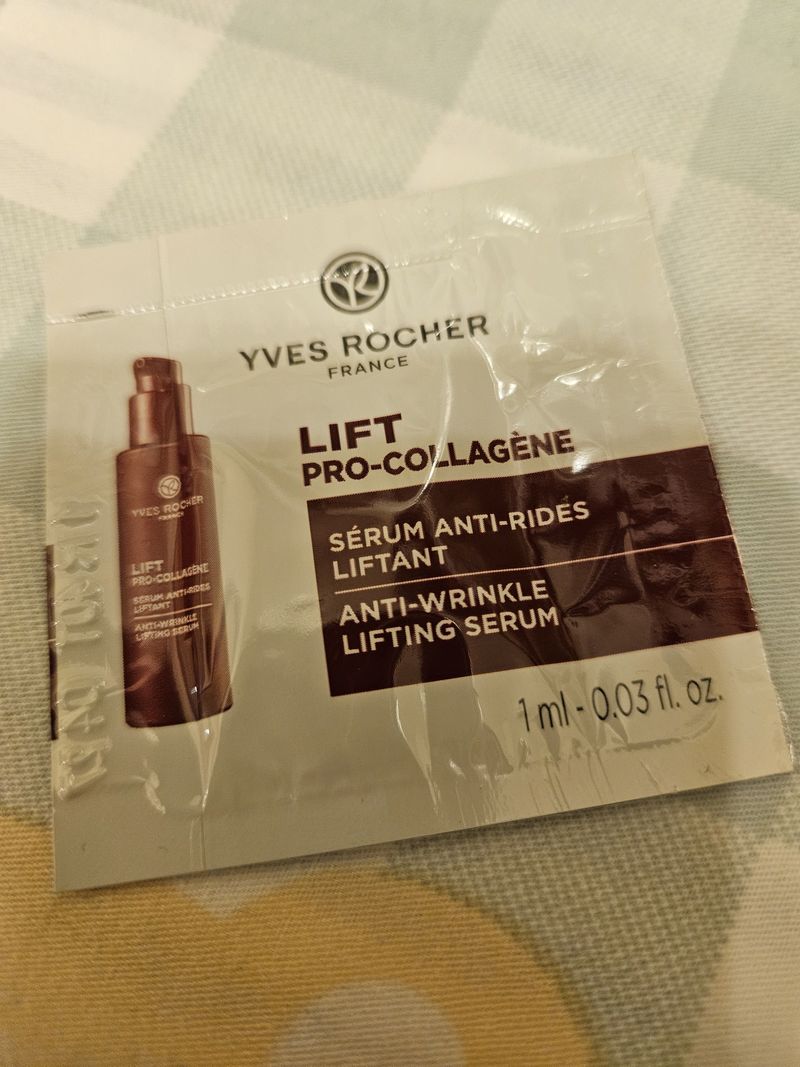 YVES ROCHER
FRANCE
LIFT
PRO-COLLAGÈNE
SÉRUM ANTI-RIDES
LIFTANT
ANTI-WRINKLE
LIFTING SERUM
1 ml - 0.03 fl. oz.
YVES ROCHER
FRANCE
LIFT
PRO-COLLAGÈNE
SÉRUM ANTI-RIDES
LIFTANT
ANTI-WRINKLE
LIFTING SERUM